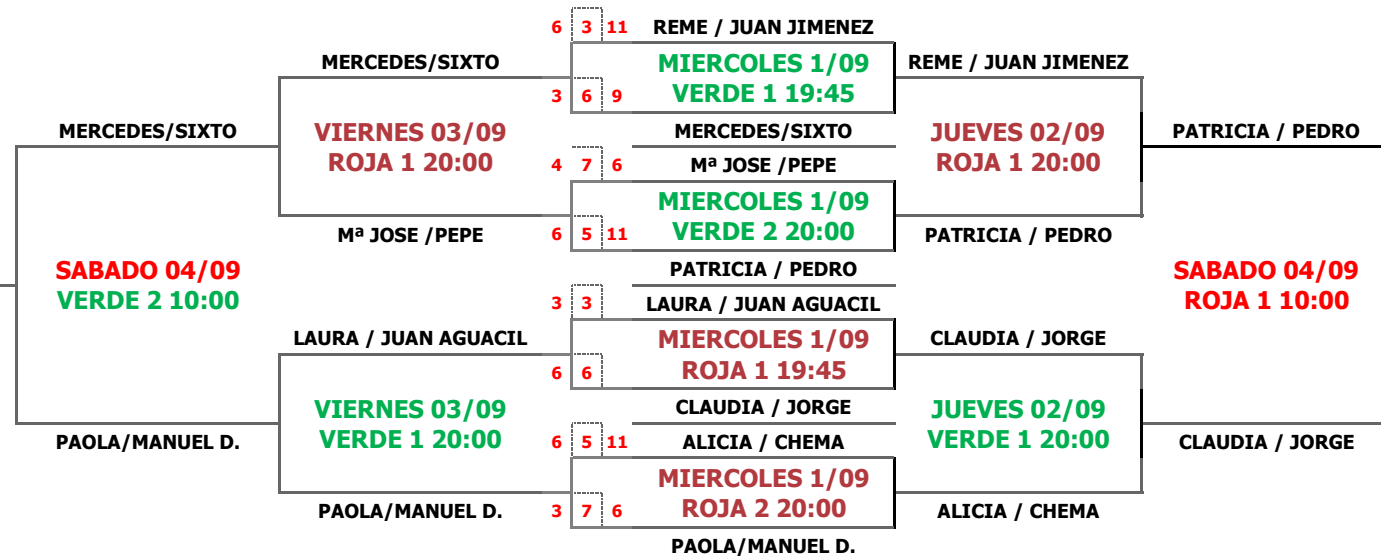 6 3 11 REME / JUAN JIMENEZ
MERCEDES/SIXTO MIERCOLES 1/09 REME / JUAN JIMENEZ
3 6 9 VERDE 1 19:45
MERCEDES/SIXTO VIERNES 03/09 MERCEDES/SIXTO JUEVES 02/09 PATRICIA / PEDRO
ROJA 1 20:00 4 7 6 Mª JOSE /PEPE ROJA 1 20:00
MIERCOLES 1/09
Mª JOSE /PEPE 6 5 11 VERDE 2 20:00 PATRICIA / PEDRO
SABADO 04/09 PATRICIA / PEDRO SABADO 04/09
VERDE 2 10:00 3 3 LAURA / JUAN AGUACIL ROJA 1 10:00
LAURA / JUAN AGUACIL MIERCOLES 1/09 CLAUDIA / JORGE
6 6 ROJA 1 19:45
VIERNES 03/09 CLAUDIA / JORGE JUEVES 02/09
PAOLA/MANUEL D. VERDE 1 20:00 6 5 11 ALICIA / CHEMA VERDE 1 20:00 CLAUDIA / JORGE
MIERCOLES 1/09
PAOLA/MANUEL D. 3 7 6 ROJA 2 20:00 ALICIA / CHEMA
PAOLA/MANUEL D.